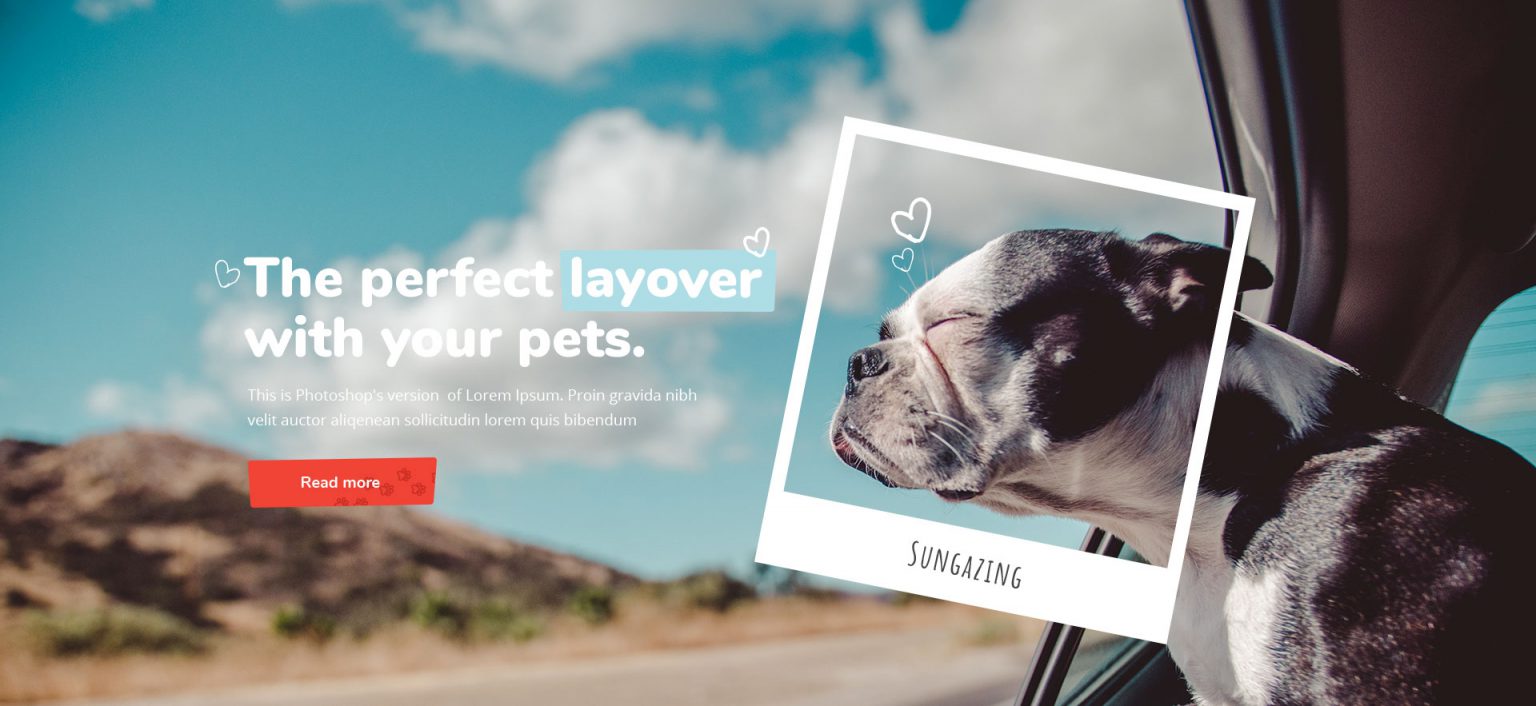 The perfect layover
with your pets.
This is Photoshop's version  of Lorem Ipsum. Proin gravida nibh
velit auctor aliqenean sollicitudin lorem quis bibendum
Read more
Sungazing